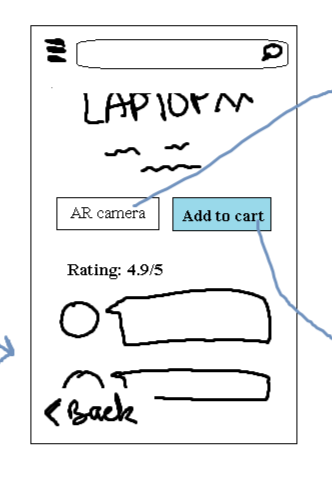 AR camera
Add to cart
Rating: 4.9/5
<Back